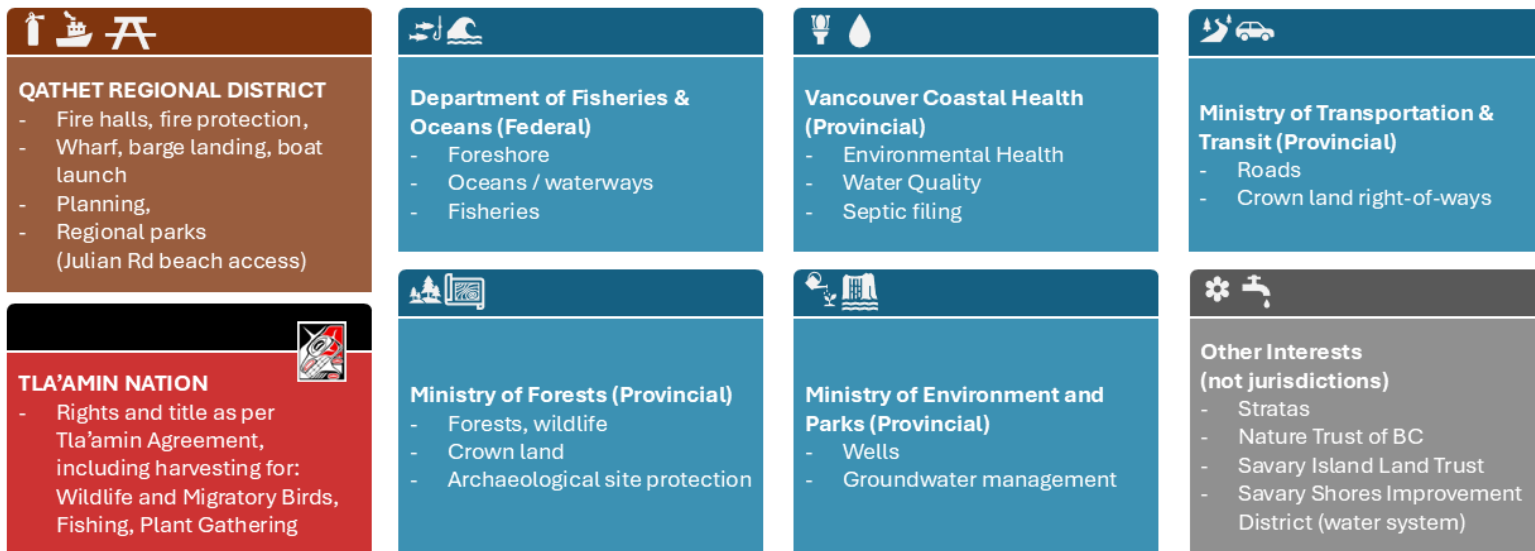 QATHET REGIONAL DISTRICT
- Fire halls, fire protection,
- Wharf, barge landing, boat
launch
- Planning,
- Regional parks
(Julian Rd beach access)
Department of Fisheries &
Oceans (Federal)
- Foreshore
- Oceans / waterways
- Fisheries
Vancouver Coastal Health
(Provincial)
- Environmental Health
- Water Quality
- Septic filing
Ministry of Transportation &
Transit (Provincial)
- Roads
- Crown land right-of-ways
TLA’AMIN NATION
- Rights and title as per
Tla’amin Agreement,
including harvesting for:
Wildlife and Migratory Birds,
Fishing, Plant Gathering
Ministry of Forests (Provincial)
- Forests, wildlife
- Crown land
- Archaeological site protection
Ministry of Environment and
Parks (Provincial)
- Wells
- Groundwater management
Other Interests
(not jurisdictions)
- Stratas
- Nature Trust of BC
- Savary Island Land Trust
- Savary Shores Improvement
District (water system)